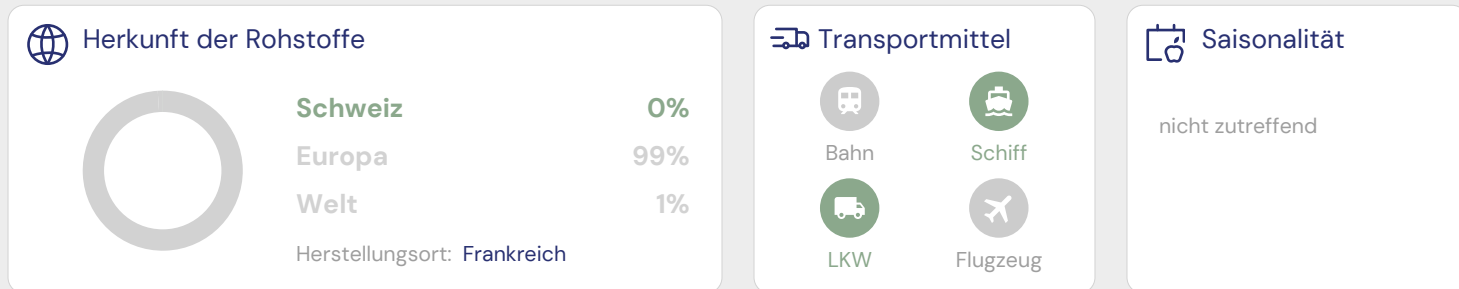 Herkunft der Rohstoffe
Schweiz 0%
Europa 99%
Welt 1%
Herstellungsort: Frankreich
Transportmittel
Bahn Schiff
LKW Flugzeug
Saisonalität
nicht zutreffend